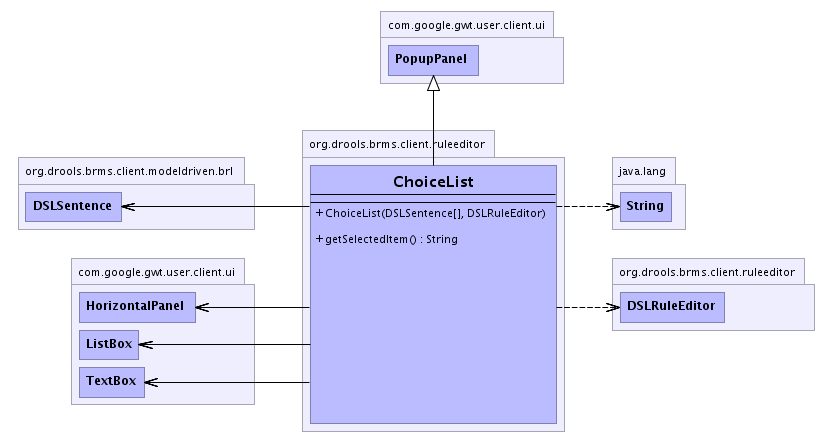 com.google.gwt.user.client.ui
PopupPanel
org.drools.brms.client.ruleeditor
ChoiceList
+ ChoiceList(DSLSentence[], DSLRuleEditor)
+ getSelectedItem() : String
org.drools.brms.client.modeldriven.brl
DSLSentence
java.lang
String
com.google.gwt.user.client.ui
HorizontalPanel
ListBox
TextBox
org.drools.brms.client.ruleeditor
DSLRuleEditor